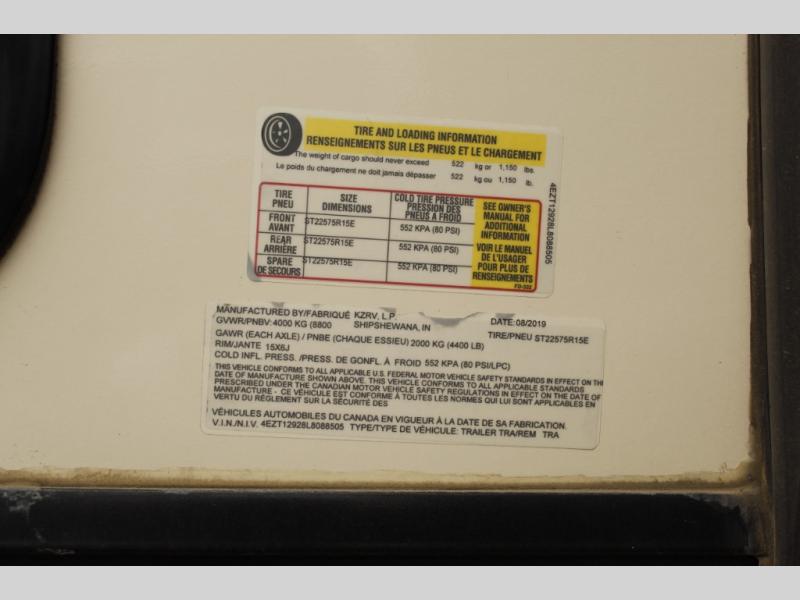 TIRE AND LOADING INFORMATION
RENSEIGNEMENTS SUR LES PNEUS ET LE CHARGEMENT
The weight of cargo should never exceed 522 kg or 1,150 lbs.
Le poids du chargement ne doit jamais dépasser 522 kg ou 1,150 lb.
TIRE
PNEU
SIZE
DIMENSIONS
COLD TIRE PRESSURE
PRESSION DES
PNEUS A FROID
FRONT
AVANT
ST22575R15E
552 KPA (80 PSI)
REAR
ARRIÈRE
ST22575R15E
552 KPA (80 PSI)
SPARE
DE SECOURS
ST22575R15E
552 KPA (80 PSI)
SEE OWNER'S
MANUAL FOR
ADDITIONAL
INFORMATION
VOIR LE MANUEL
DE L'USAGER
POUR PLUS DE
RENSEIGNEMENTS
FD-332
4EZT12928L8088505
MANUFACTURED BY/FABRIQUÉ KZRV, L.P. DATE:08/2019
GVWR/PNBV: 4000 KG (8800 SHIPSHEWANA, IN TIRE/PNEU ST22575R15E
GAWR (EACH AXLE) / PNBE (CHAQUE ESSIEU) 2000 KG (4400 LB)
RIM/JANTE 15X6J
COLD INFL. PRESS. /PRESS. DE GONFL. À FROID 552 KPA (80 PSI/LPC)
THIS VEHICLE CONFORMS TO ALL APPLICABLE U.S. FEDERAL MOTOR VEHICLE SAFETY STANDARDS IN EFFECT ON THE
DATE OF MANUFACTURE SHOWN ABOVE. THIS VEHICLE CONFORMS TO ALL APPLICABLE STANDARDS
PRESCRIBED UNDER THE CANADIAN MOTOR VEHICLE SAFETY REGULATIONS IN EFFECT ON THE DATE OF
MANUFACTURE - CE VÉHICULE EST CONFORME À TOUTES LES NORMES QUI LUI SONT APPLICABLES EN
VERTU DU RÈGLEMENT SUR LA SÉCURITÉ DES
VÉHICULES AUTOMOBILES DU CANADA EN VIGUEUR À LA DATE DE SA FABRICATION.
V.I.N./N.I.V. 4EZT12928L8088505 TYPE/TYPE DE VÉHICULE: TRAILER TRA/REM TRA